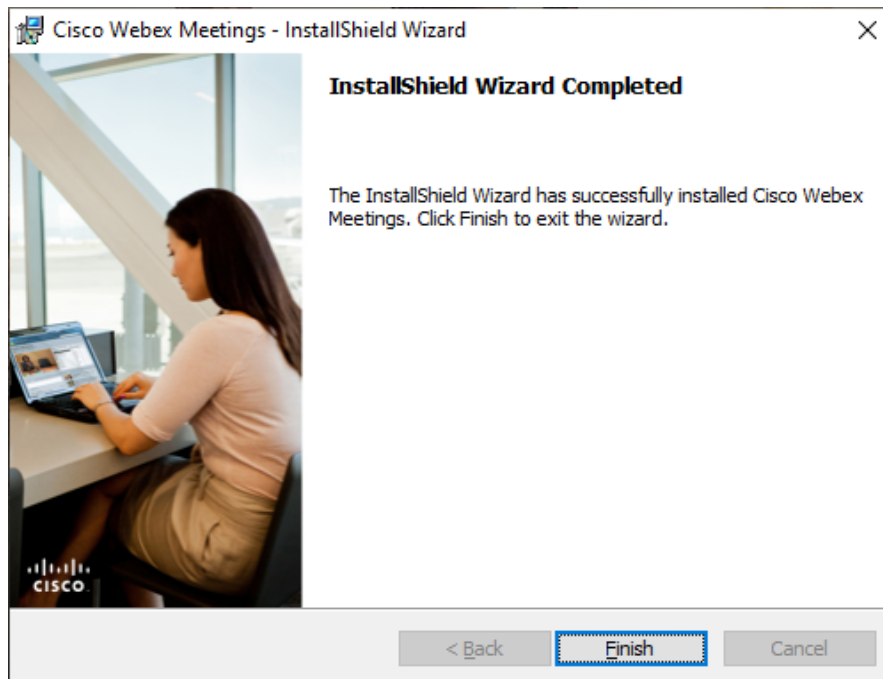 Cisco Webex Meetings - InstallShield Wizard
InstallShield Wizard Completed
The InstallShield Wizard has successfully installed Cisco Webex
Meetings. Click Finish to exit the wizard.
CISCO.
< Back
Finish
Cancel